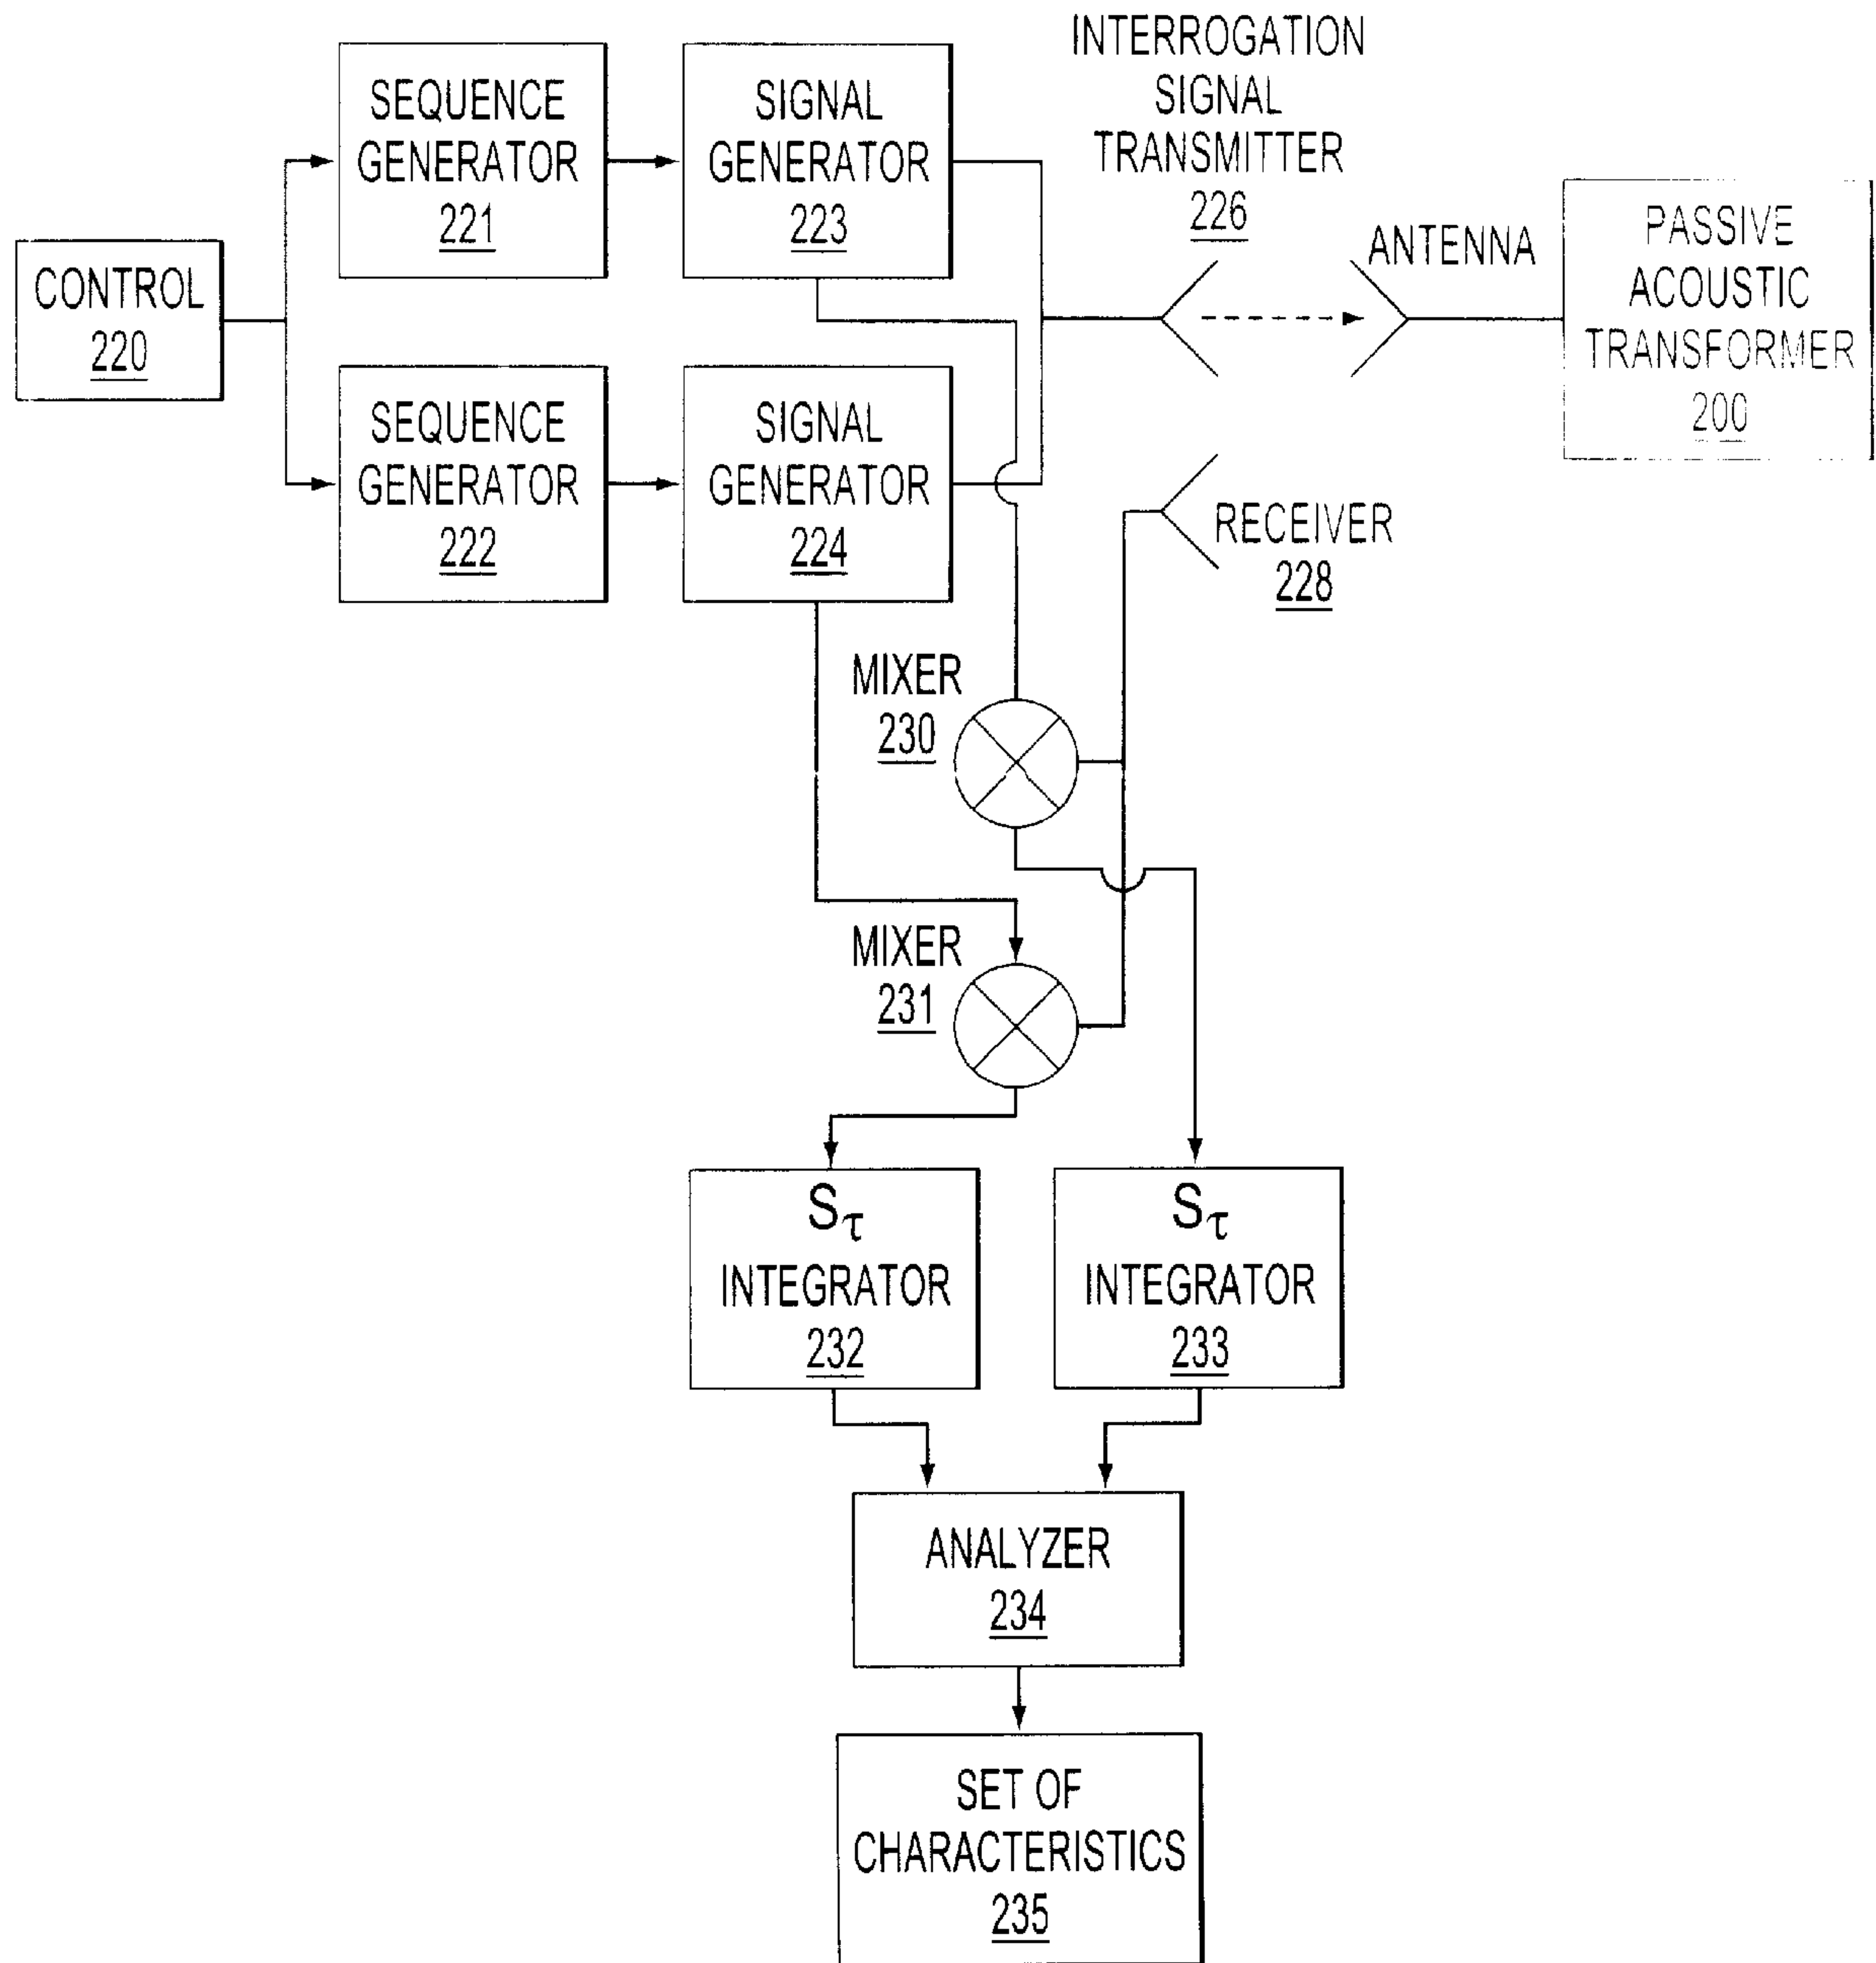 CONTROL
220
SEQUENCE
GENERATOR
221
SIGNAL
GENERATOR
223
INTERROGATION
SIGNAL
TRANSMITTER
226
ANTENNA
PASSIVE
ACOUSTIC
TRANSFORMER
200
SEQUENCE
GENERATOR
222
SIGNAL
GENERATOR
224
RECEIVER
228
MIXER
230
MIXER
231
Sτ
INTEGRATOR
232
Sτ
INTEGRATOR
233
ANALYZER
234
SET OF
CHARACTERISTICS
235